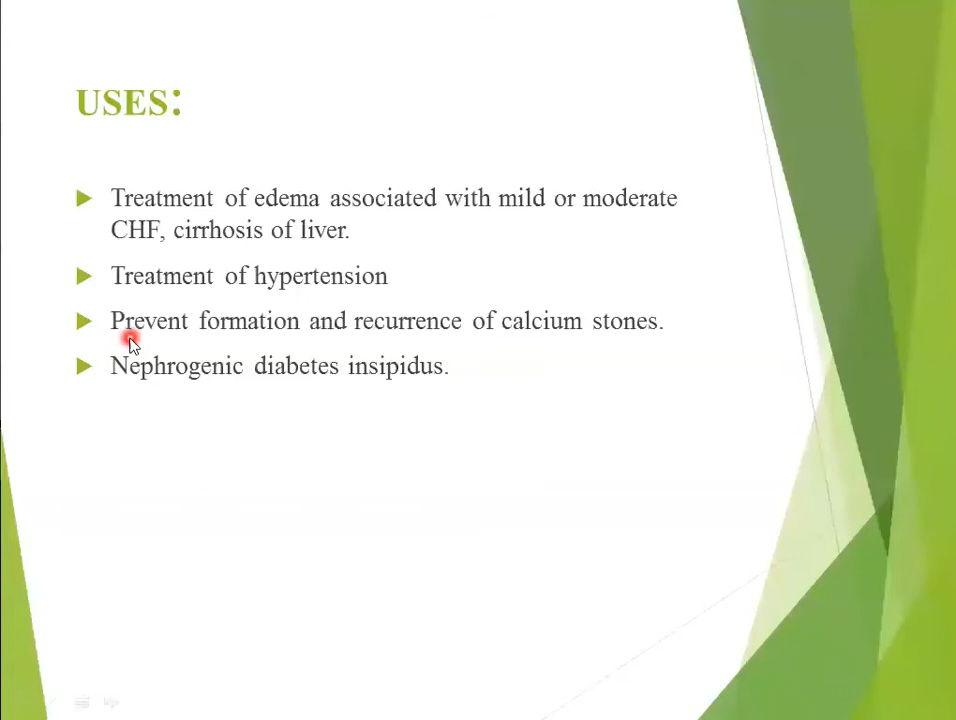 USES:
Treatment of edema associated with mild or moderate
CHF, cirrhosis of liver.
Treatment of hypertension
Prevent formation and recurrence of calcium stones.
Nephrogenic diabetes insipidus.